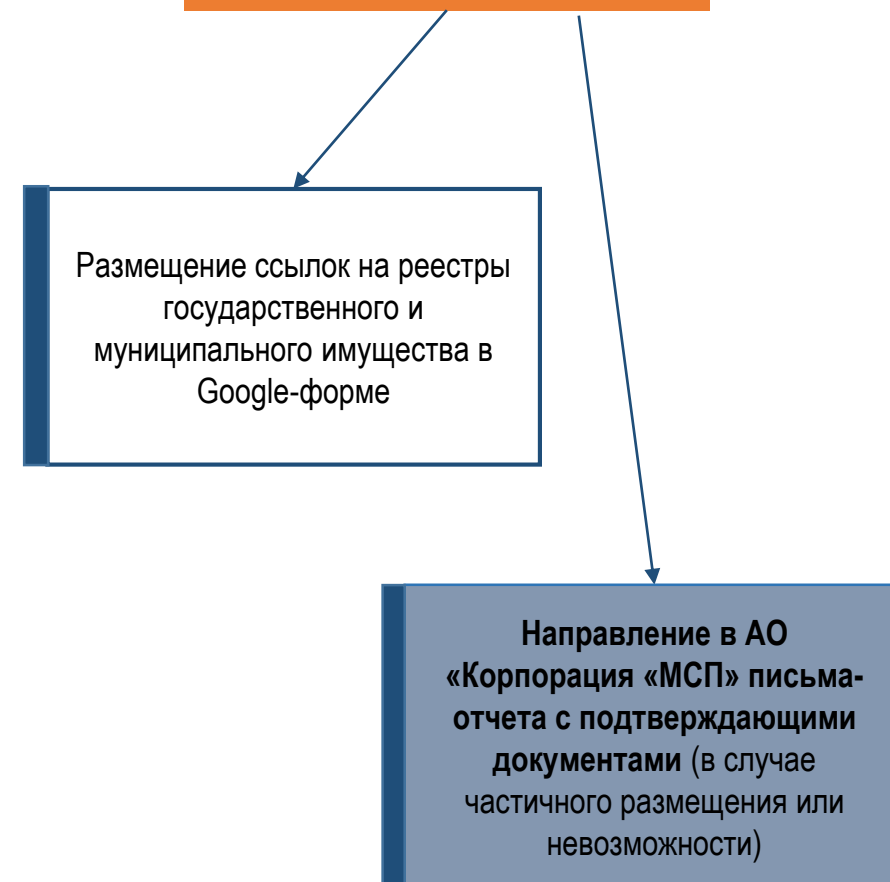 Размещение ссылок на реестры
государственного и
муниципального имущества в
Google-форме
Направление в АО
«Корпорация «МСП» письма-
отчета с подтверждающими
документами (в случае
частичного размещения или
невозможности)